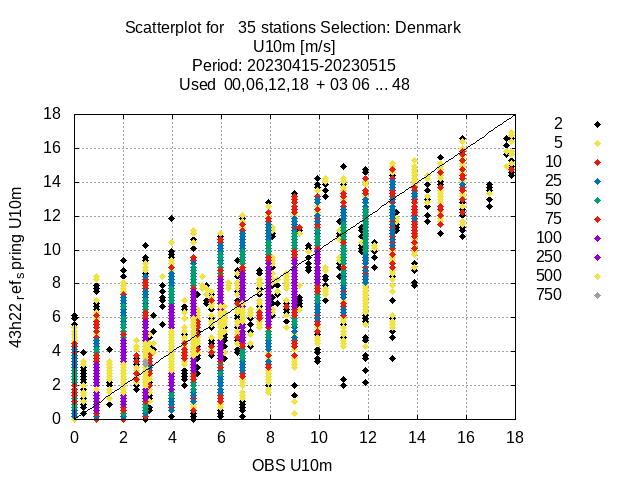 Scatterplot for   35 stations Selection: Denmark
U10m [m/s]
Period: 20230415-20230515
Used  00,06,12,18  + 03 06 ... 48
18
16
14
12
10
8
6
4
2
0
43h22refspring U10m
0 2 4 6 8 10 12 14 16 18
OBS U10m
2
5
10
25
50
75
100
250
500
750